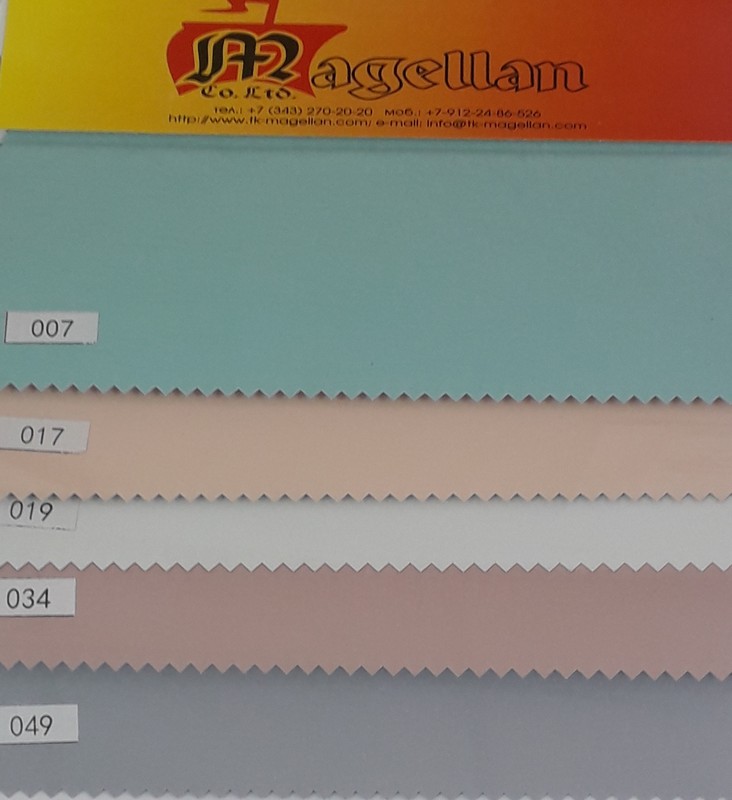 Magellan
Co. Ltd.
тел.: +7 (343) 270-20-20 моб.: +7-912-24-86-526
http://www.tk-magellan.com; e-mail: info@tk-magellan.com
007
017
019
034
049